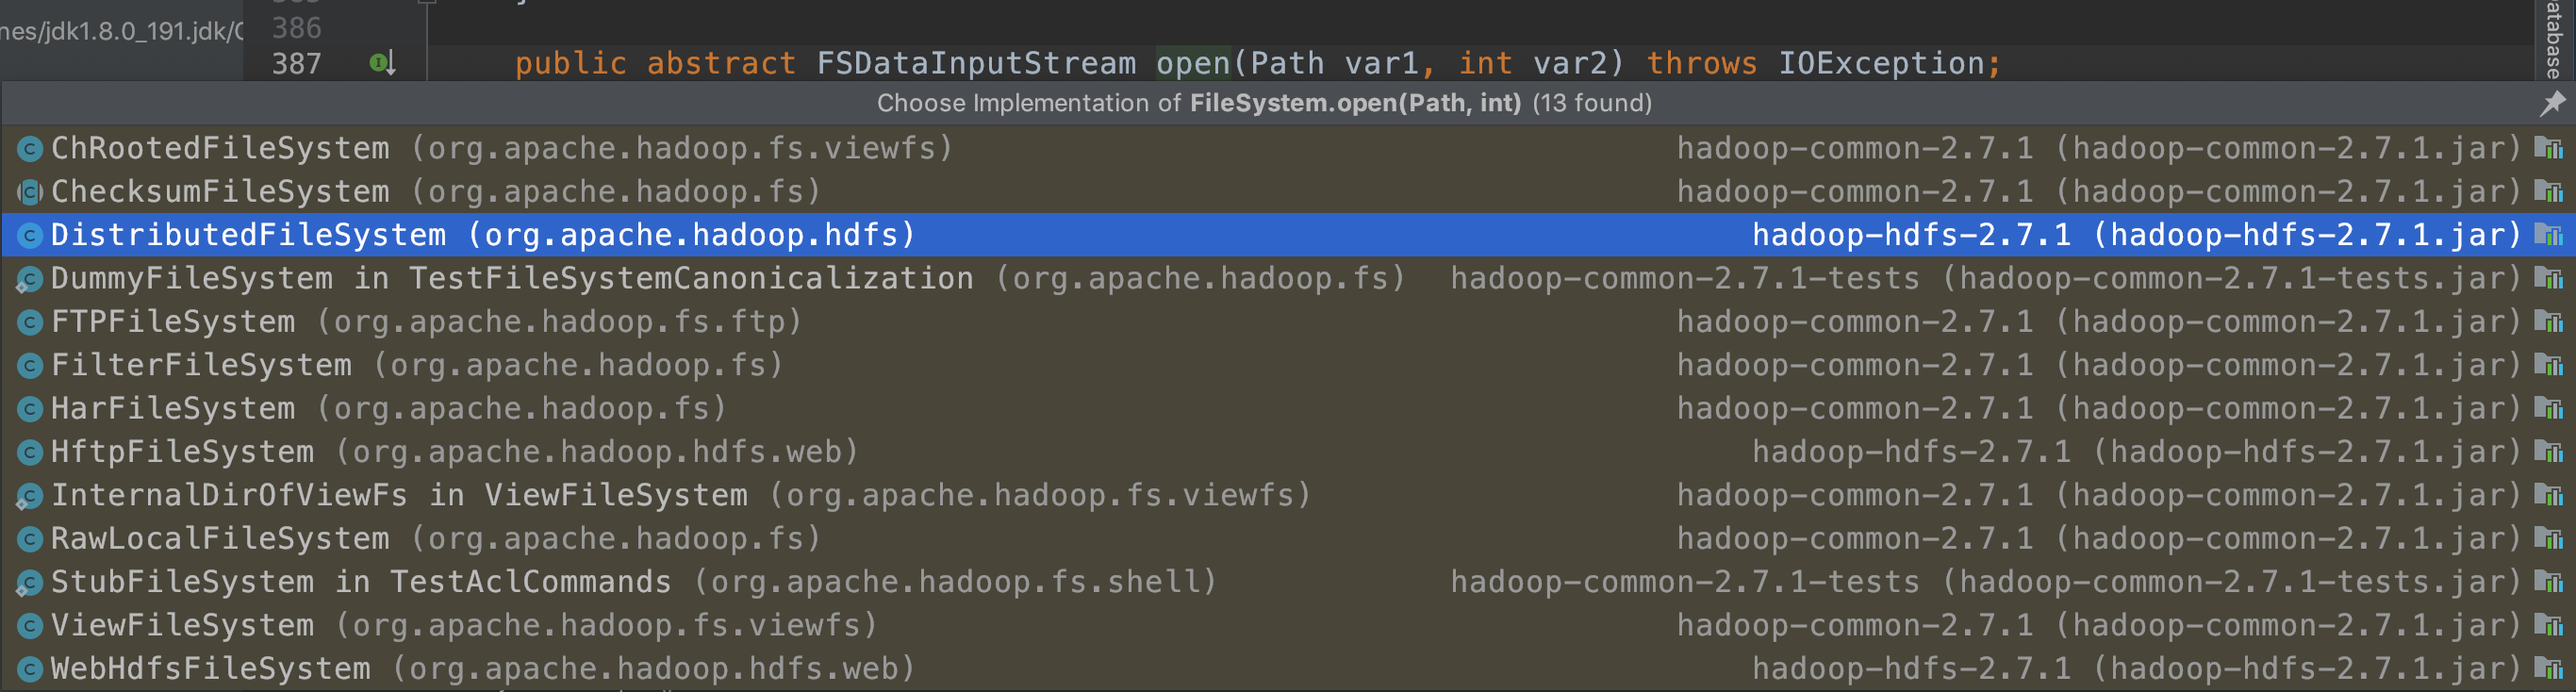 386
nes/jdk1.8.0_191.jdk/C
387 public abstract FSDataInputStream open(Path var1, int var2) throws IOException;
Database
Choose Implementation of FileSystem.open(Path, int) (13 found)
ChRootedFileSystem (org.apache.hadoop.fs.viewfs) hadoop-common-2.7.1 (hadoop-common-2.7.1.jar)
ChecksumFileSystem (org.apache.hadoop.fs) hadoop-common-2.7.1 (hadoop-common-2.7.1.jar)
DistributedFileSystem (org.apache.hadoop.hdfs) hadoop-hdfs-2.7.1 (hadoop-hdfs-2.7.1.jar)
DummyFileSystem in TestFileSystemCanonicalization (org.apache.hadoop.fs) hadoop-common-2.7.1-tests (hadoop-common-2.7.1-tests.jar)
FTPFileSystem (org.apache.hadoop.fs.ftp) hadoop-common-2.7.1 (hadoop-common-2.7.1.jar)
FilterFileSystem (org.apache.hadoop.fs) hadoop-common-2.7.1 (hadoop-common-2.7.1.jar)
HarFileSystem (org.apache.hadoop.fs) hadoop-common-2.7.1 (hadoop-common-2.7.1.jar)
HftpFileSystem (org.apache.hadoop.hdfs.web) hadoop-hdfs-2.7.1 (hadoop-hdfs-2.7.1.jar)
InternalDirOfViewFs in ViewFileSystem (org.apache.hadoop.fs.viewfs) hadoop-common-2.7.1 (hadoop-common-2.7.1.jar)
RawLocalFileSystem (org.apache.hadoop.fs) hadoop-common-2.7.1 (hadoop-common-2.7.1.jar)
StubFileSystem in TestAclCommands (org.apache.hadoop.fs.shell) hadoop-common-2.7.1-tests (hadoop-common-2.7.1-tests.jar)
ViewFileSystem (org.apache.hadoop.fs.viewfs) hadoop-common-2.7.1 (hadoop-common-2.7.1.jar)
WebHdfsFileSystem (org.apache.hadoop.hdfs.web) hadoop-hdfs-2.7.1 (hadoop-hdfs-2.7.1.jar)